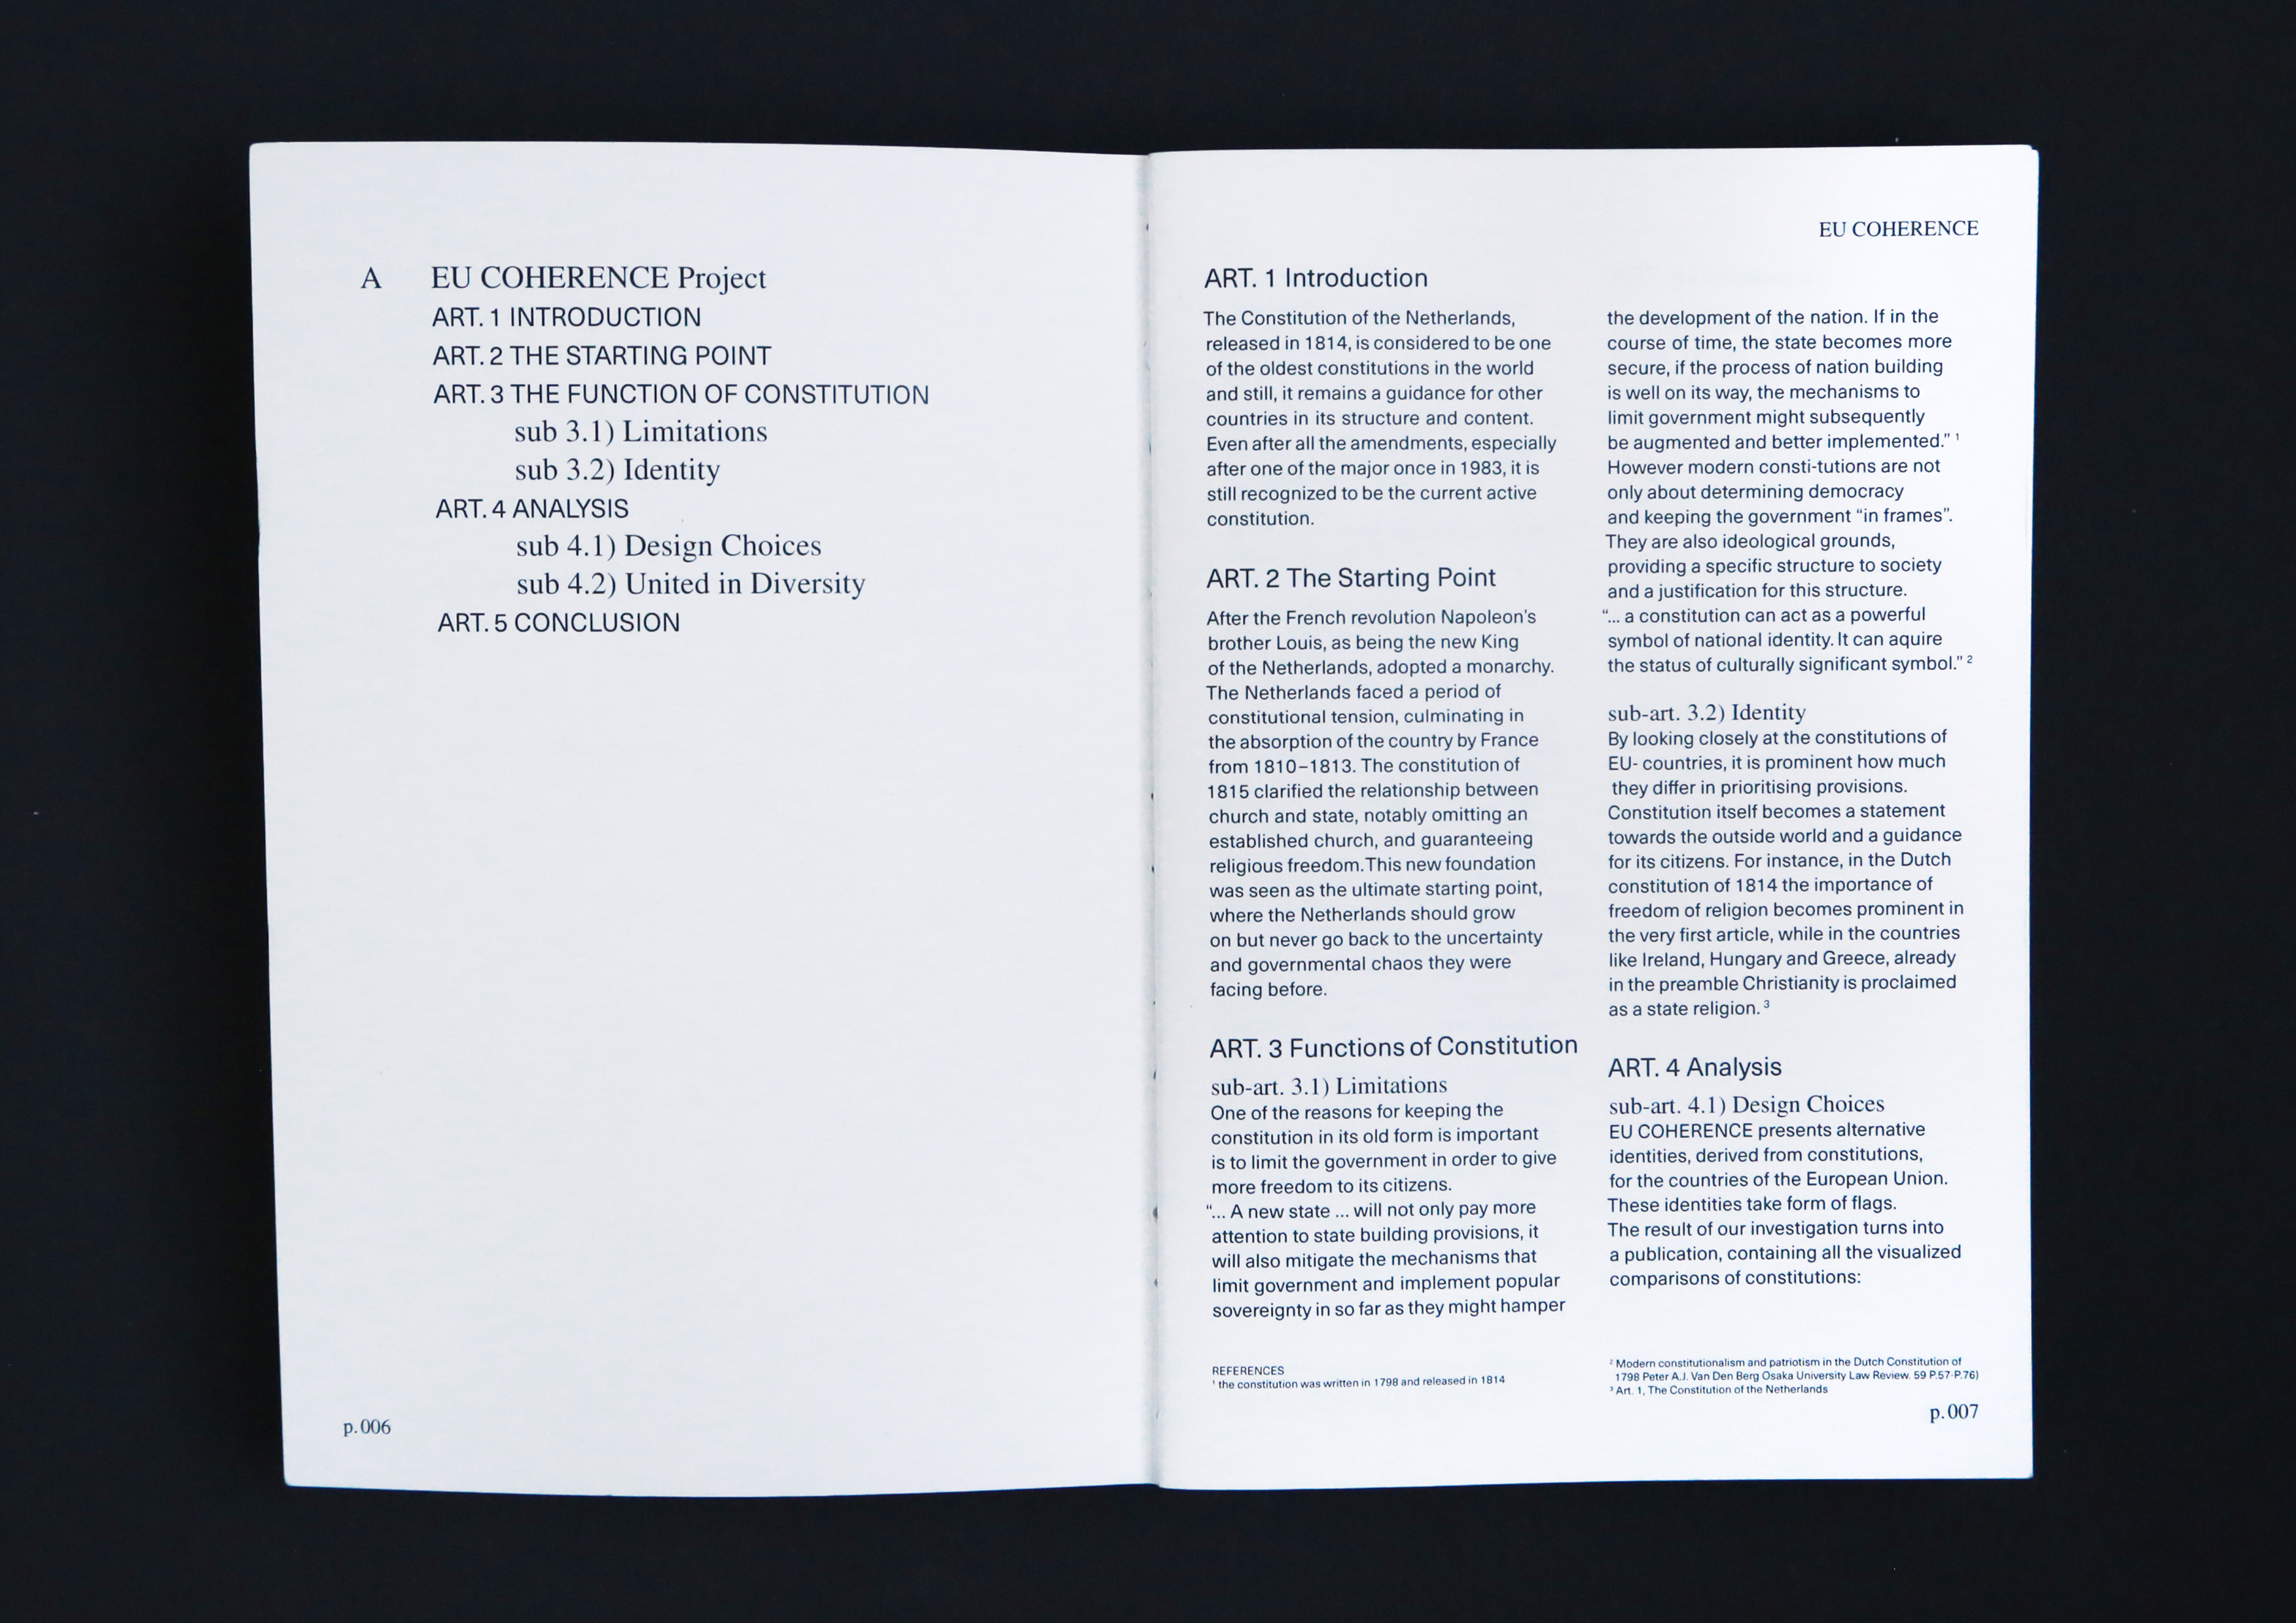 A EU COHERENCE Project
ART. 1 INTRODUCTION
ART. 2 THE STARTING POINT
ART. 3 THE FUNCTION OF CONSTITUTION
sub 3.1) Limitations
sub 3.2) Identity
ART. 4 ANALYSIS
sub 4.1) Design Choices
sub 4.2) United in Diversity
ART. 5 CONCLUSION
p. 006
EU COHERENCE
ART. 1 Introduction
The Constitution of the Netherlands,
released in 1814, is considered to be one
of the oldest constitutions in the world
and still, it remains a guidance for other
countries in its structure and content.
Even after all the amendments, especially
after one of the major once in 1983, it is
still recognized to be the current active
constitution.
ART. 2 The Starting Point
After the French revolution Napoleon's
brother Louis, as being the new King
of the Netherlands, adopted a monarchy.
The Netherlands faced a period of
constitutional tension, culminating in
the absorption of the country by France
from 1810–1813. The constitution of
1815 clarified the relationship between
church and state, notably omitting an
established church, and guaranteeing
religious freedom.This new foundation
was seen as the ultimate starting point,
where the Netherlands should grow
on but never go back to the uncertainty
and governmental chaos they were
facing before.
ART. 3 Functions of Constitution
sub-art. 3.1) Limitations
One of the reasons for keeping the
constitution in its old form is important
is to limit the government in order to give
more freedom to its citizens.
“... A new state ... will not only pay more
attention to state building provisions, it
will also mitigate the mechanisms that
limit government and implement popular
sovereignty in so far as they might hamper
the development of the nation. If in the
course of time, the state becomes more
secure, if the process of nation building
is well on its way, the mechanisms to
limit government might subsequently
be augmented and better implemented.” 1
However modern consti-tutions are not
only about determining democracy
and keeping the government “in frames”.
They are also ideological grounds,
providing a specific structure to society
and a justification for this structure.
“... a constitution can act as a powerful
symbol of national identity. It can aquire
the status of culturally significant symbol.” 2
sub-art. 3.2) Identity
By looking closely at the constitutions of
EU- countries, it is prominent how much
they differ in prioritising provisions.
Constitution itself becomes a statement
towards the outside world and a guidance
for its citizens. For instance, in the Dutch
constitution of 1814 the importance of
freedom of religion becomes prominent in
the very first article, while in the countries
like Ireland, Hungary and Greece, already
in the preamble Christianity is proclaimed
as a state religion. 3
ART. 4 Analysis
sub-art. 4.1) Design Choices
EU COHERENCE presents alternative
identities, derived from constitutions,
for the countries of the European Union.
These identities take form of flags.
The result of our investigation turns into
a publication, containing all the visualized
comparisons of constitutions:
REFERENCES
1 the constitution was written in 1798 and released in 1814
2 Modern constitutionalism and patriotism in the Dutch Constitution of
1798 Peter A.J. Van Den Berg Osaka University Law Review. 59 P.57-P.76)
3 Art. 1, The Constitution of the Netherlands
p. 007